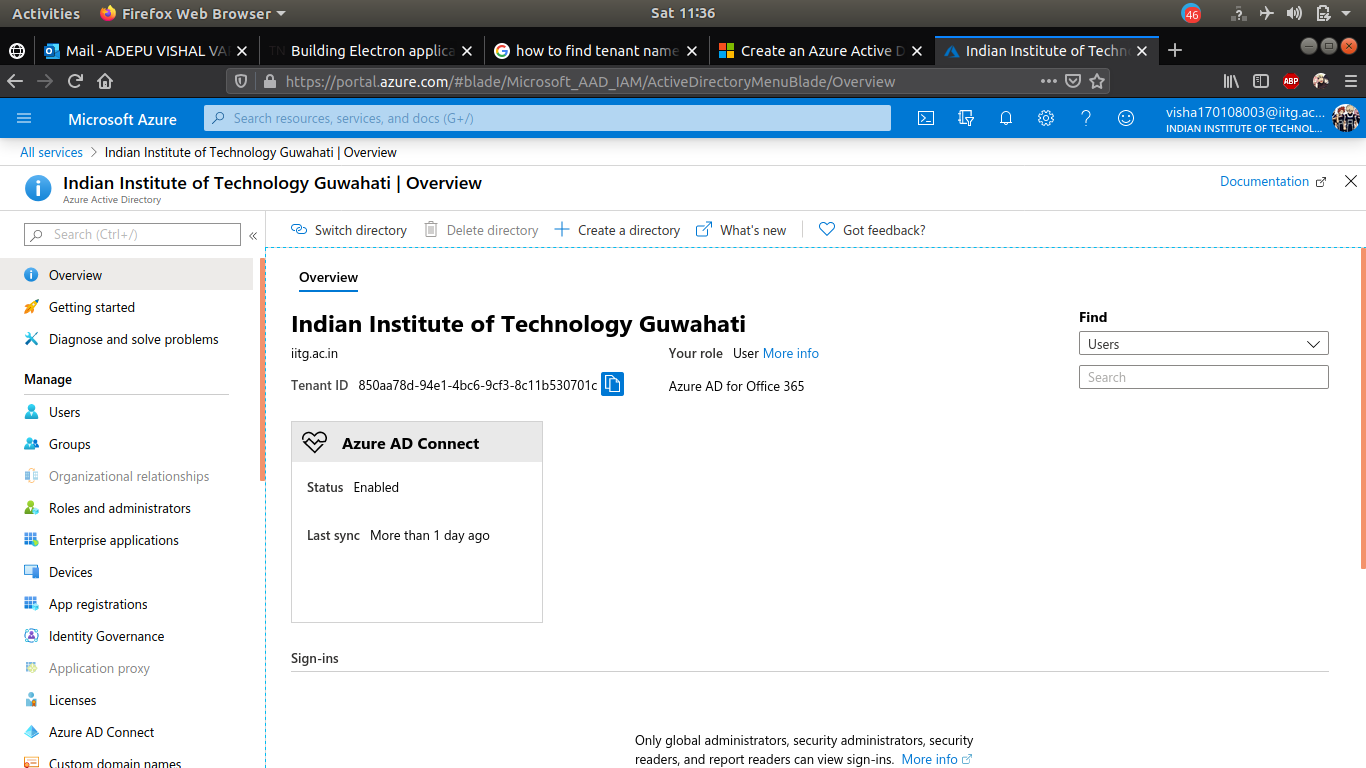 Activities Firefox Web Browser Sat 11:36 46
Mail - ADEPU VISHAL VA Building Electron applica how to find tenant name Create an Azure Active D Indian Institute of Techn
https://portal.azure.com/#blade/Microsoft_AAD_IAM/ActiveDirectoryMenuBlade/Overview ABP
Microsoft Azure Search resources, services, and docs (G+/) visha170108003@iitg.ac...
INDIAN INSTITUTE OF TECHNOL...
All services > Indian Institute of Technology Guwahati | Overview
Indian Institute of Technology Guwahati | Overview
Azure Active Directory
Documentation
Search (Ctrl+/) «
Switch directory Delete directory Create a directory What's new Got feedback?
Overview
Getting started
Diagnose and solve problems
Manage
Users
Groups
Organizational relationships
Roles and administrators
Enterprise applications
Devices
App registrations
Identity Governance
Application proxy
Licenses
Azure AD Connect
Custom domain names
Overview
Indian Institute of Technology Guwahati
iitg.ac.in
Tenant ID 850aa78d-94e1-4bc6-9cf3-8c11b530701c
Your role User More info
Azure AD for Office 365
Find
Users
Search
Azure AD Connect
Status Enabled
Last sync More than 1 day ago
Sign-ins
Only global administrators, security administrators, security
readers, and report readers can view sign-ins. More info